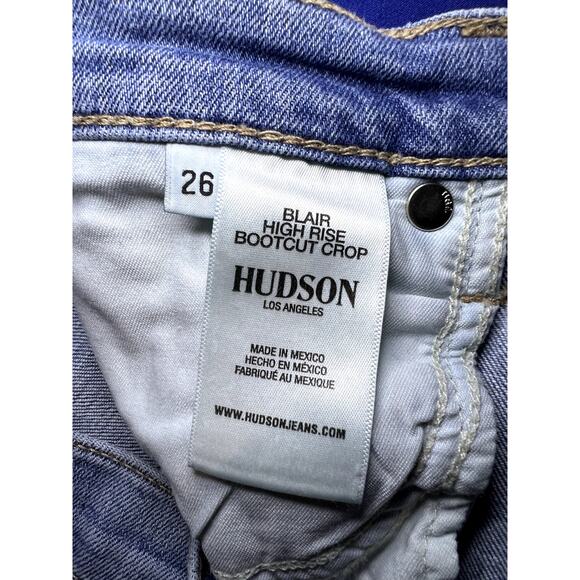 26
BLAIR
HIGH RISE
BOOTCUT CROP
HUDSON
LOS ANGELES
MADE IN MEXICO
HECHO EN MÉXICO
FABRIQUÉ AU MEXIQUE
WWW.HUDSONJEANS.COM